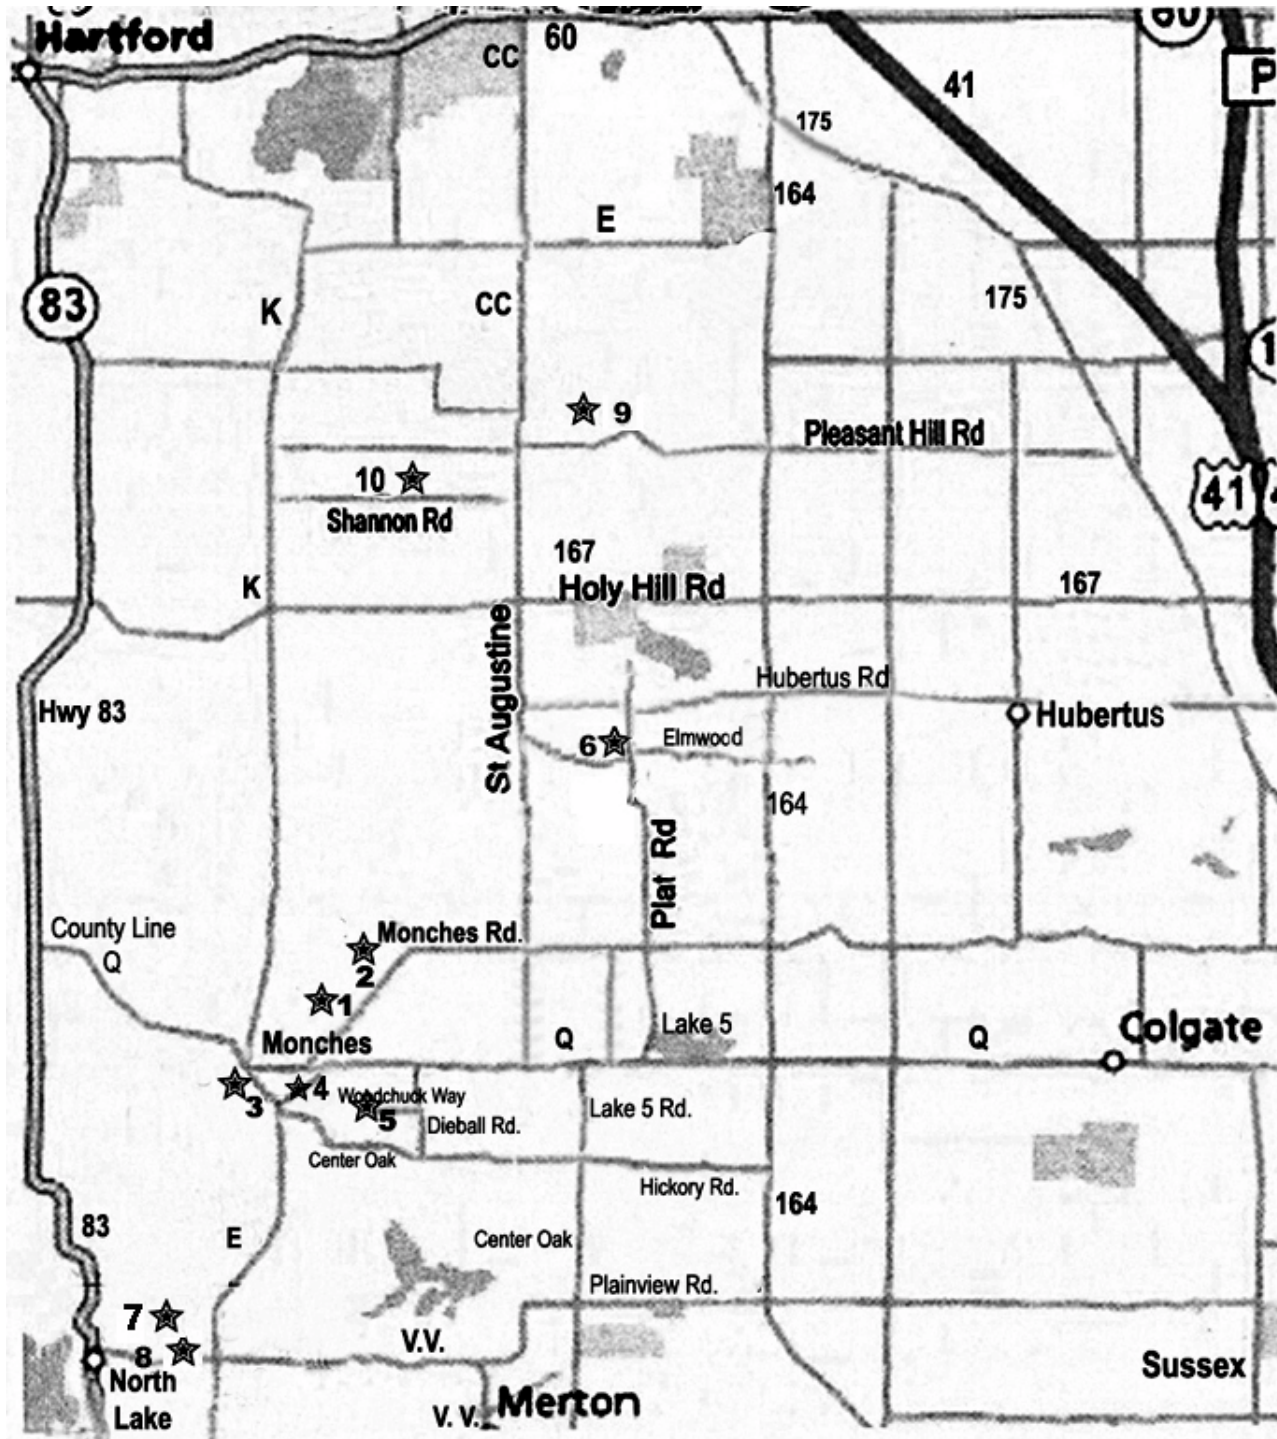 Hartford
60
CC
60
41
P
175
164
E
83
K
CC
175
1
9
Pleasant Hill Rd
10
41
4
Shannon Rd
167
Holy Hill Rd
167
K
St Augustine
Hubertus Rd
Hwy 83
Hubertus
6
Elmwood
164
Plat Rd
County Line
Q
Monches Rd.
2
1
Monches
Q
Lake 5
Q
Colgate
3
4
Woodchuck Way
5
Dieball Rd.
Lake 5 Rd.
Center Oak
Hickory Rd.
83
E
164
Center Oak
Plainview Rd.
7
8
V.V.
North
Lake
Sussex
V. V.
Merton